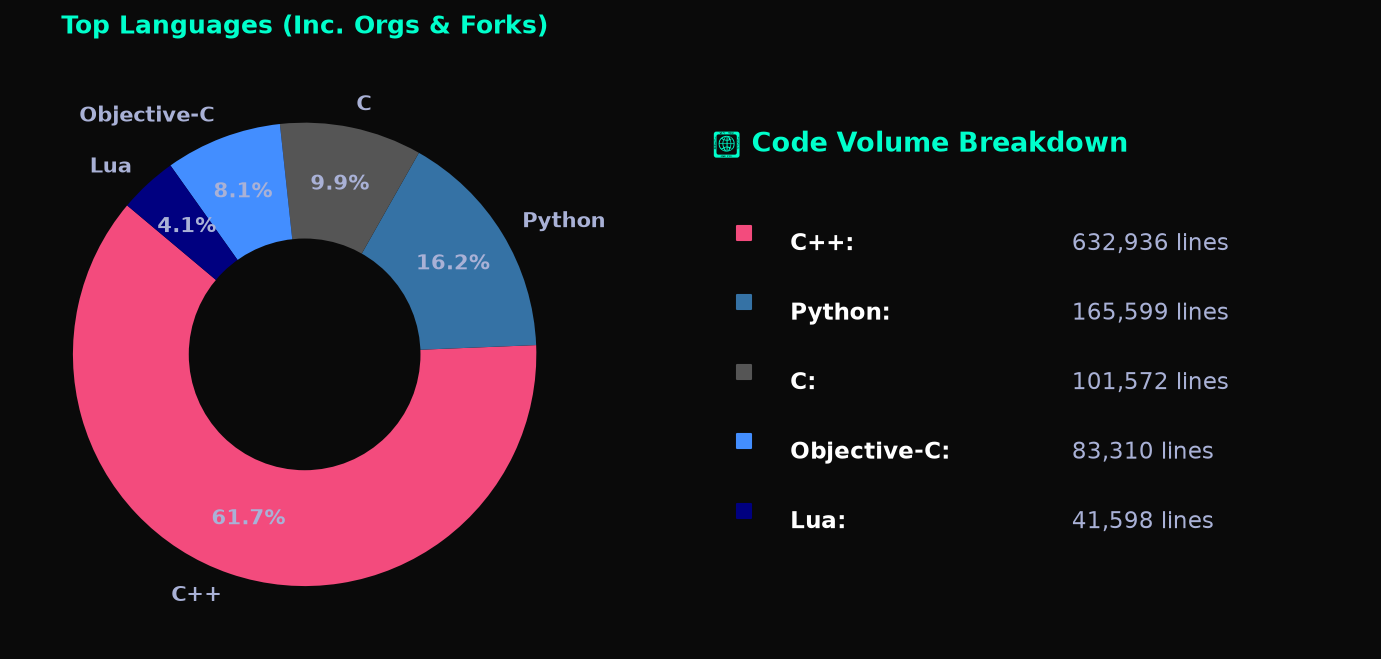 Top Languages (Inc. Orgs & Forks)
C
Objective-C
Lua
8.1%
9.9%
4.1%
Python
16.2%
61.7%
C++
Code Volume Breakdown
C++: 632,936 lines
Python: 165,599 lines
C: 101,572 lines
Objective-C: 83,310 lines
Lua: 41,598 lines